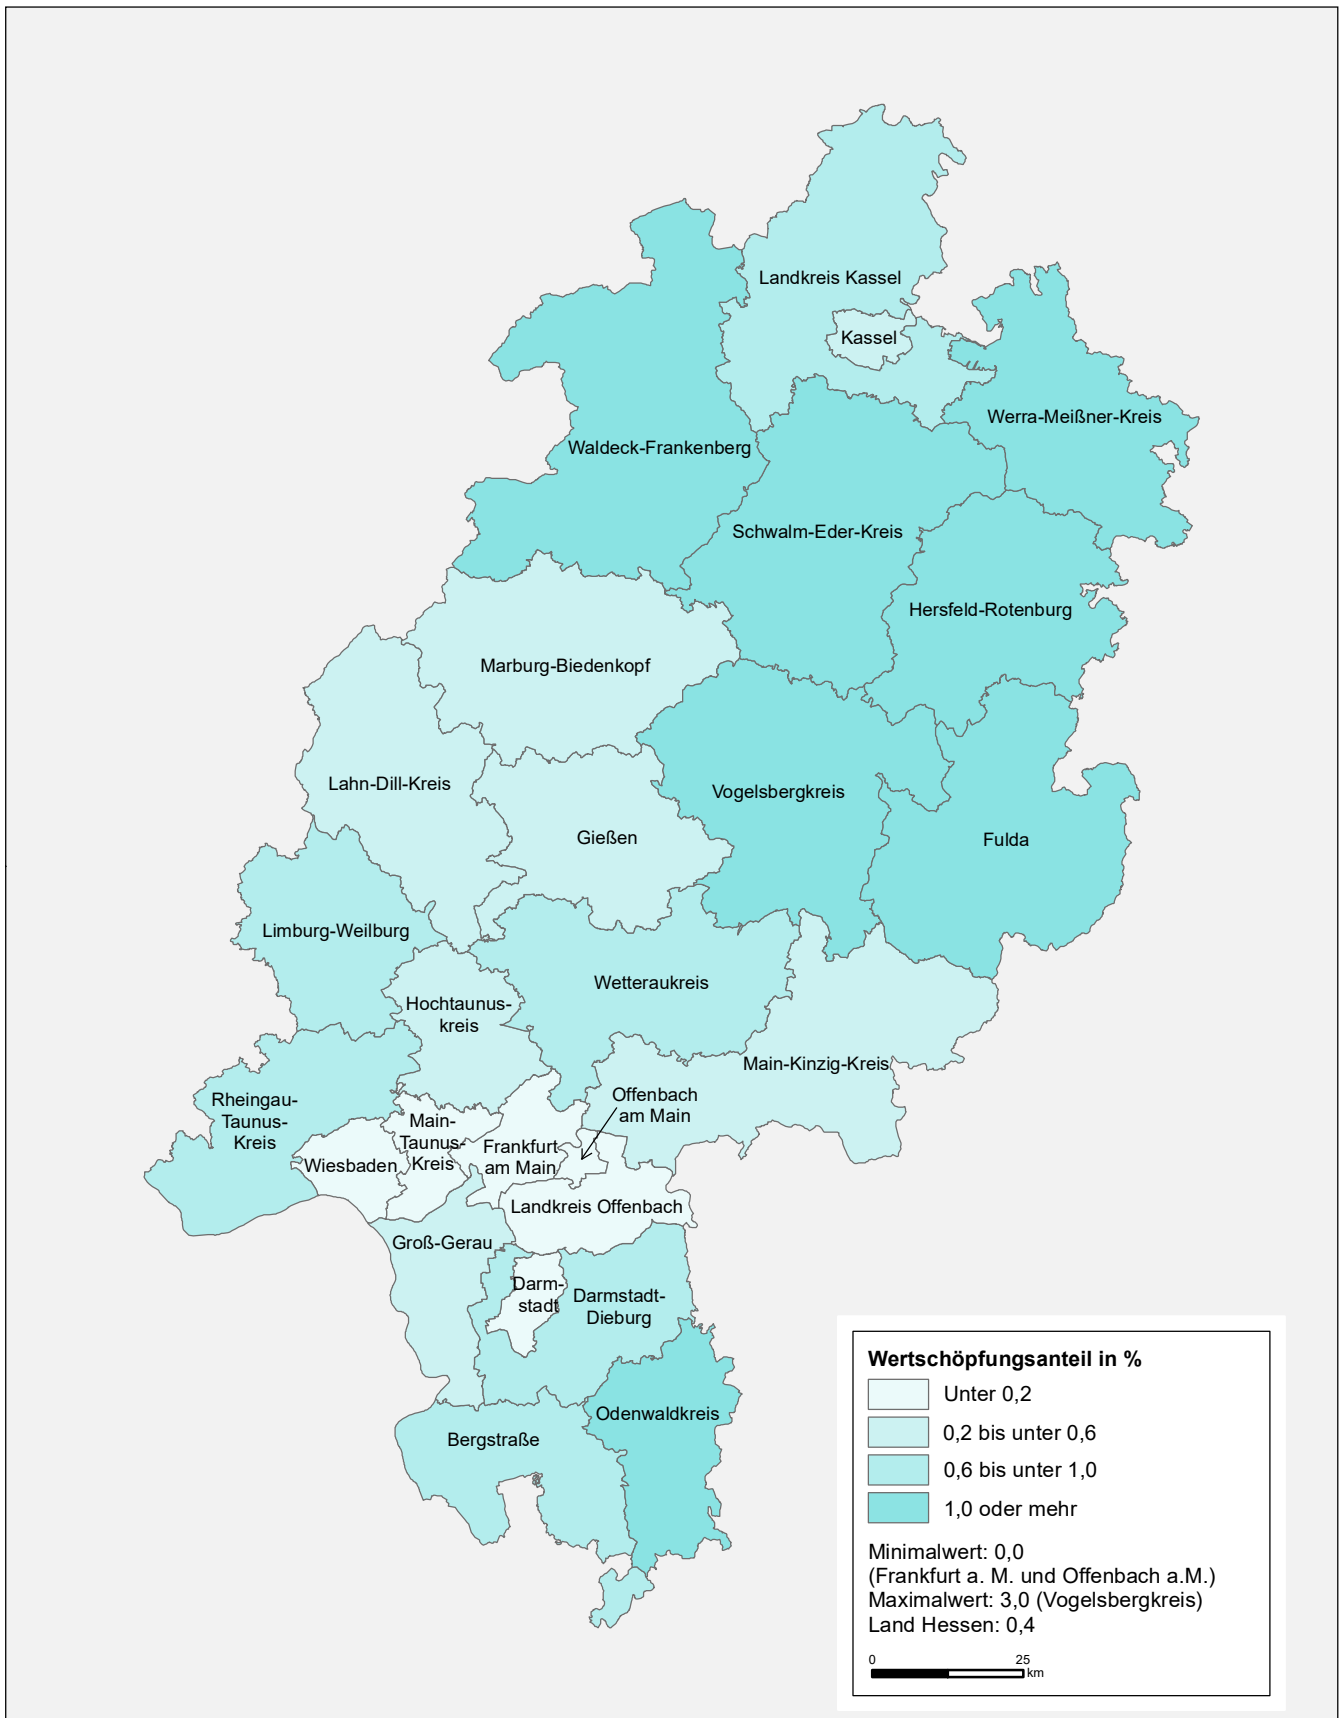 Landkreis Kassel
Kassel
Werra-Meißner-Kreis
Waldeck-Frankenberg
Schwalm-Eder-Kreis
Hersfeld-Rotenburg
Marburg-Biedenkopf
Lahn-Dill-Kreis
Vogelsbergkreis
Gießen
Fulda
Limburg-Weilburg
Wetteraukreis
Hochtaunus-
kreis
Main-Kinzig-Kreis
Offenbach
am Main
Rheingau-
Taunus-
Kreis
Main-
Taunus-
Kreis
Frankfurt
am Main
Wiesbaden
Landkreis Offenbach
Groß-Gerau
Darm-
stadt
Darmstadt-
Dieburg
Odenwaldkreis
Bergstraße
Wertschöpfungsanteil in %
Unter 0,2
0,2 bis unter 0,6
0,6 bis unter 1,0
1,0 oder mehr
Minimalwert: 0,0
(Frankfurt a. M. und Offenbach a.M.)
Maximalwert: 3,0 (Vogelsbergkreis)
Land Hessen: 0,4
0 25
km